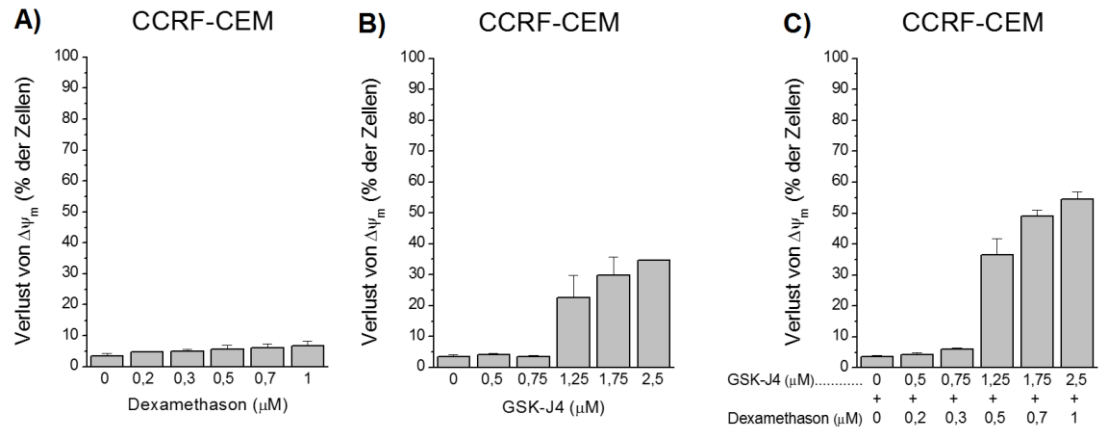 A)
CCRF-CEM
Verlust von Δψm (% der Zellen)
100
90
80
70
60
50
40
30
20
10
0
0 0,2 0,3 0,5 0,7 1
Dexamethason (µM)
B)
CCRF-CEM
Verlust von Δψm (% der Zellen)
100
90
80
70
60
50
40
30
20
10
0
0 0,5 0,75 1,25 1,75 2,5
GSK-J4 (µM)
C)
CCRF-CEM
Verlust von Δψm (% der Zellen)
100
90
80
70
60
50
40
30
20
10
0
GSK-J4 (µM)............ 0 0,5 0,75 1,25 1,75 2,5
+ + + + + +
Dexamethason (µM) 0 0,2 0,3 0,5 0,7 1